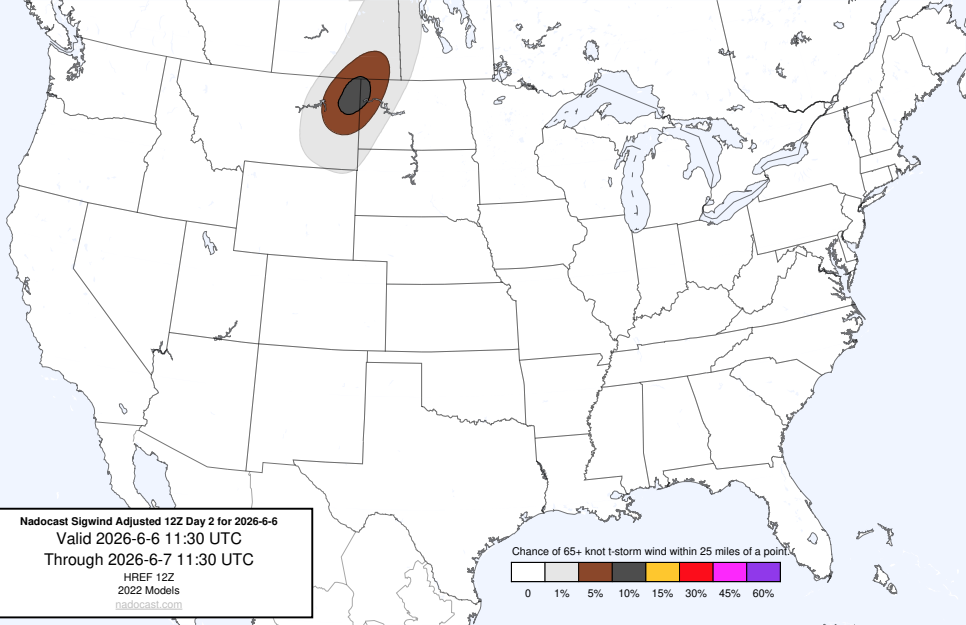 Nadocast Sigwind Adjusted 12Z Day 2 for 2026-6-6
Valid 2026-6-6 11:30 UTC
Through 2026-6-7 11:30 UTC
HREF 12Z
2022 Models
nadocast.com
Chance of 65+ knot t-storm wind within 25 miles of a point.
0 1% 5% 10% 15% 30% 45% 60%